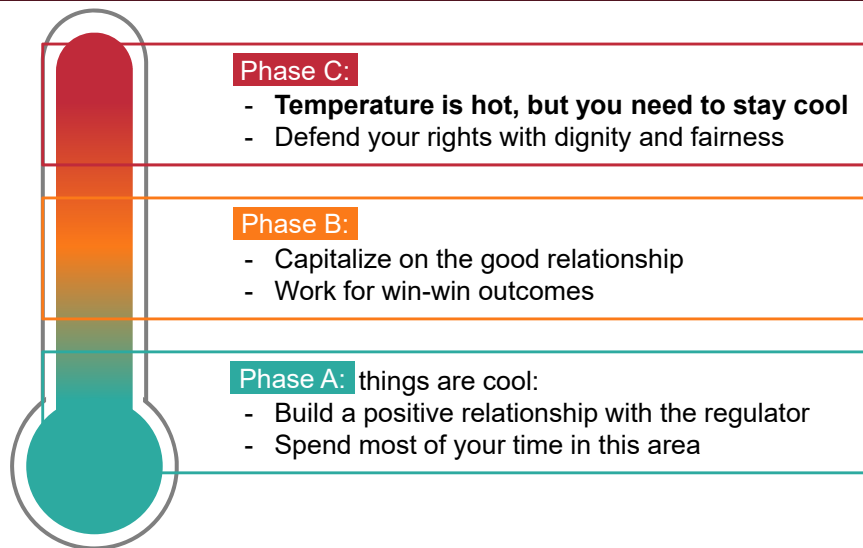 Phase C:
- Temperature is hot, but you need to stay cool
- Defend your rights with dignity and fairness
Phase B:
- Capitalize on the good relationship
- Work for win-win outcomes
Phase A: things are cool:
- Build a positive relationship with the regulator
- Spend most of your time in this area